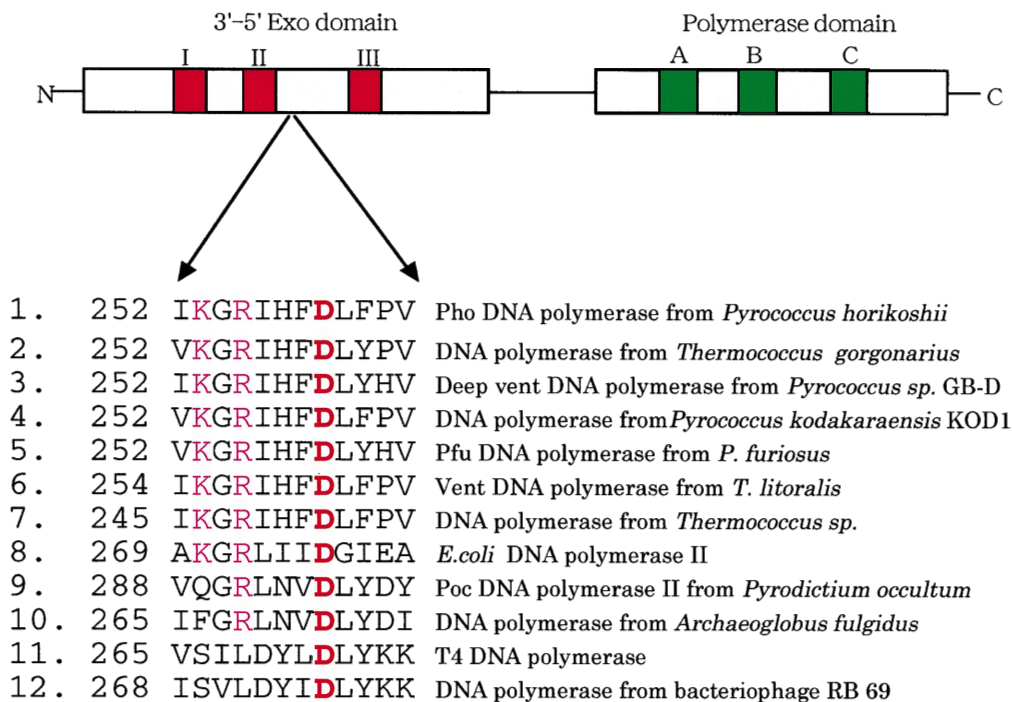 3'–5' Exo domain Polymerase domain
I II III A B C
N C
1. 252 IKGRIHFDLFPV Pho DNA polymerase from Pyrococcus horikoshii
2. 252 VKGRIHFDLYPV DNA polymerase from Thermococcus gorgonarius
3. 252 IKGRIHFDLYHV Deep vent DNA polymerase from Pyrococcus sp. GB-D
4. 252 VKGRIHFDLFPV DNA polymerase from Pyrococcus kodakaraensis KOD1
5. 252 VKGRIHFDLYHV Pfu DNA polymerase from P. furiosus
6. 254 IKGRIHFDLFPV Vent DNA polymerase from T. litoralis
7. 245 IKGRIHFDLFPV DNA polymerase from Thermococcus sp.
8. 269 AKGRLIIDGIEA E.coli DNA polymerase II
9. 288 VQGRLNVDLYDY Poc DNA polymerase II from Pyrodictium occultum
10. 265 IFGRLNVDLYDI DNA polymerase from Archaeoglobus fulgidus
11. 265 VSILDYLDLYKK T4 DNA polymerase
12. 268 ISVLDYIDLYKK DNA polymerase from bacteriophage RB 69